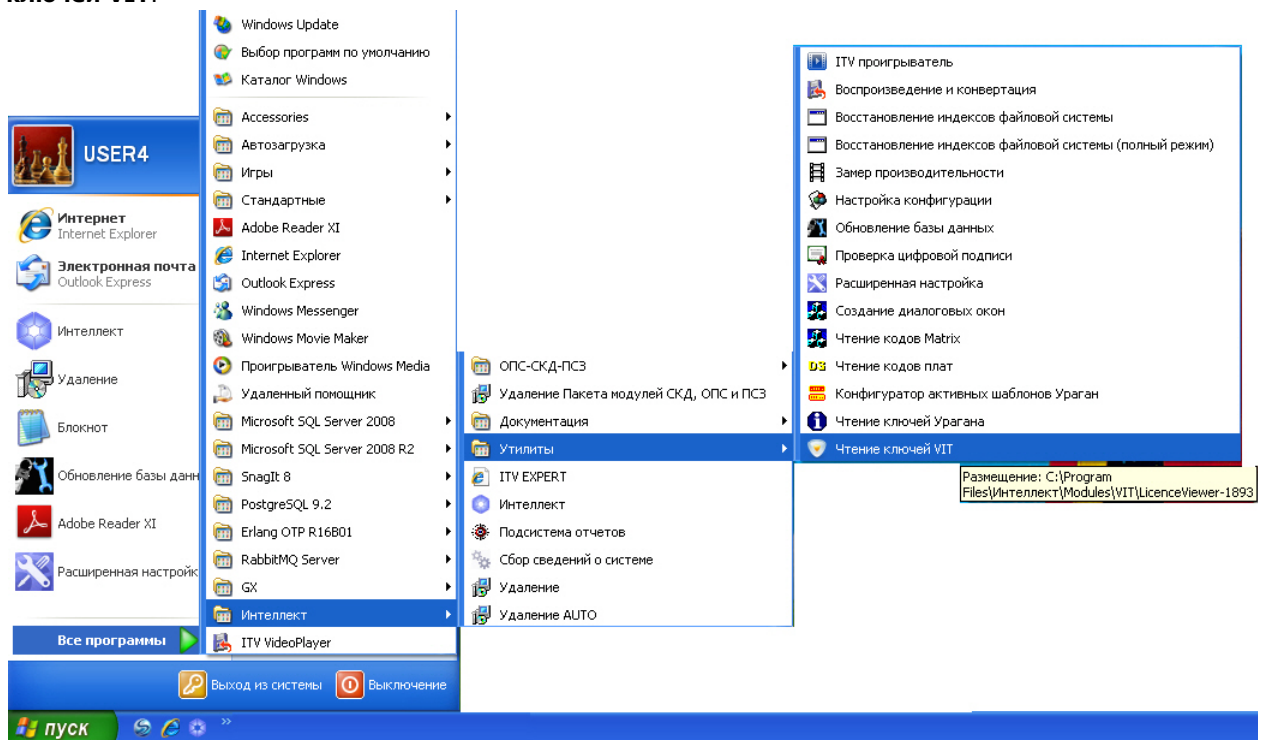 ключей VIT.
USER4
Интернет
Internet Explorer
Электронная почта
Outlook Express
Интеллект
Удаление
Блокнот
Обновление базы данн
Adobe Reader XI
Расширенная настройк
Все программы
Windows Update
Выбор программ по умолчанию
Каталог Windows
Accessories
Автозагрузка
Игры
Стандартные
Adobe Reader XI
Internet Explorer
Outlook Express
Windows Messenger
Windows Movie Maker
Проигрыватель Windows Media
Удаленный помощник
Microsoft SQL Server 2008
Microsoft SQL Server 2008 R2
SnagIt 8
PostgreSQL 9.2
Erlang OTP R16B01
RabbitMQ Server
GX
Интеллект
ITV VideoPlayer
ОПС-СКД-ПСЗ
Удаление Пакета модулей СКД, ОПС и ПСЗ
Документация
Утилиты
ITV EXPERT
Интеллект
Подсистема отчетов
Сбор сведений о системе
Удаление
Удаление AUTO
ITV проигрыватель
Воспроизведение и конвертация
Восстановление индексов файловой системы
Восстановление индексов файловой системы (полный режим)
Замер производительности
Настройка конфигурации
Обновление базы данных
Проверка цифровой подписи
Расширенная настройка
Создание диалоговых окон
Чтение кодов Matrix
DS Чтение кодов плат
Конфигуратор активных шаблонов Ураган
Чтение ключей Урагана
Чтение ключей VIT
Размещение: C:\Program
Files\Интеллект\Modules\VIT\LicenceViewer-1893
Выход из системы
Выключение
пуск